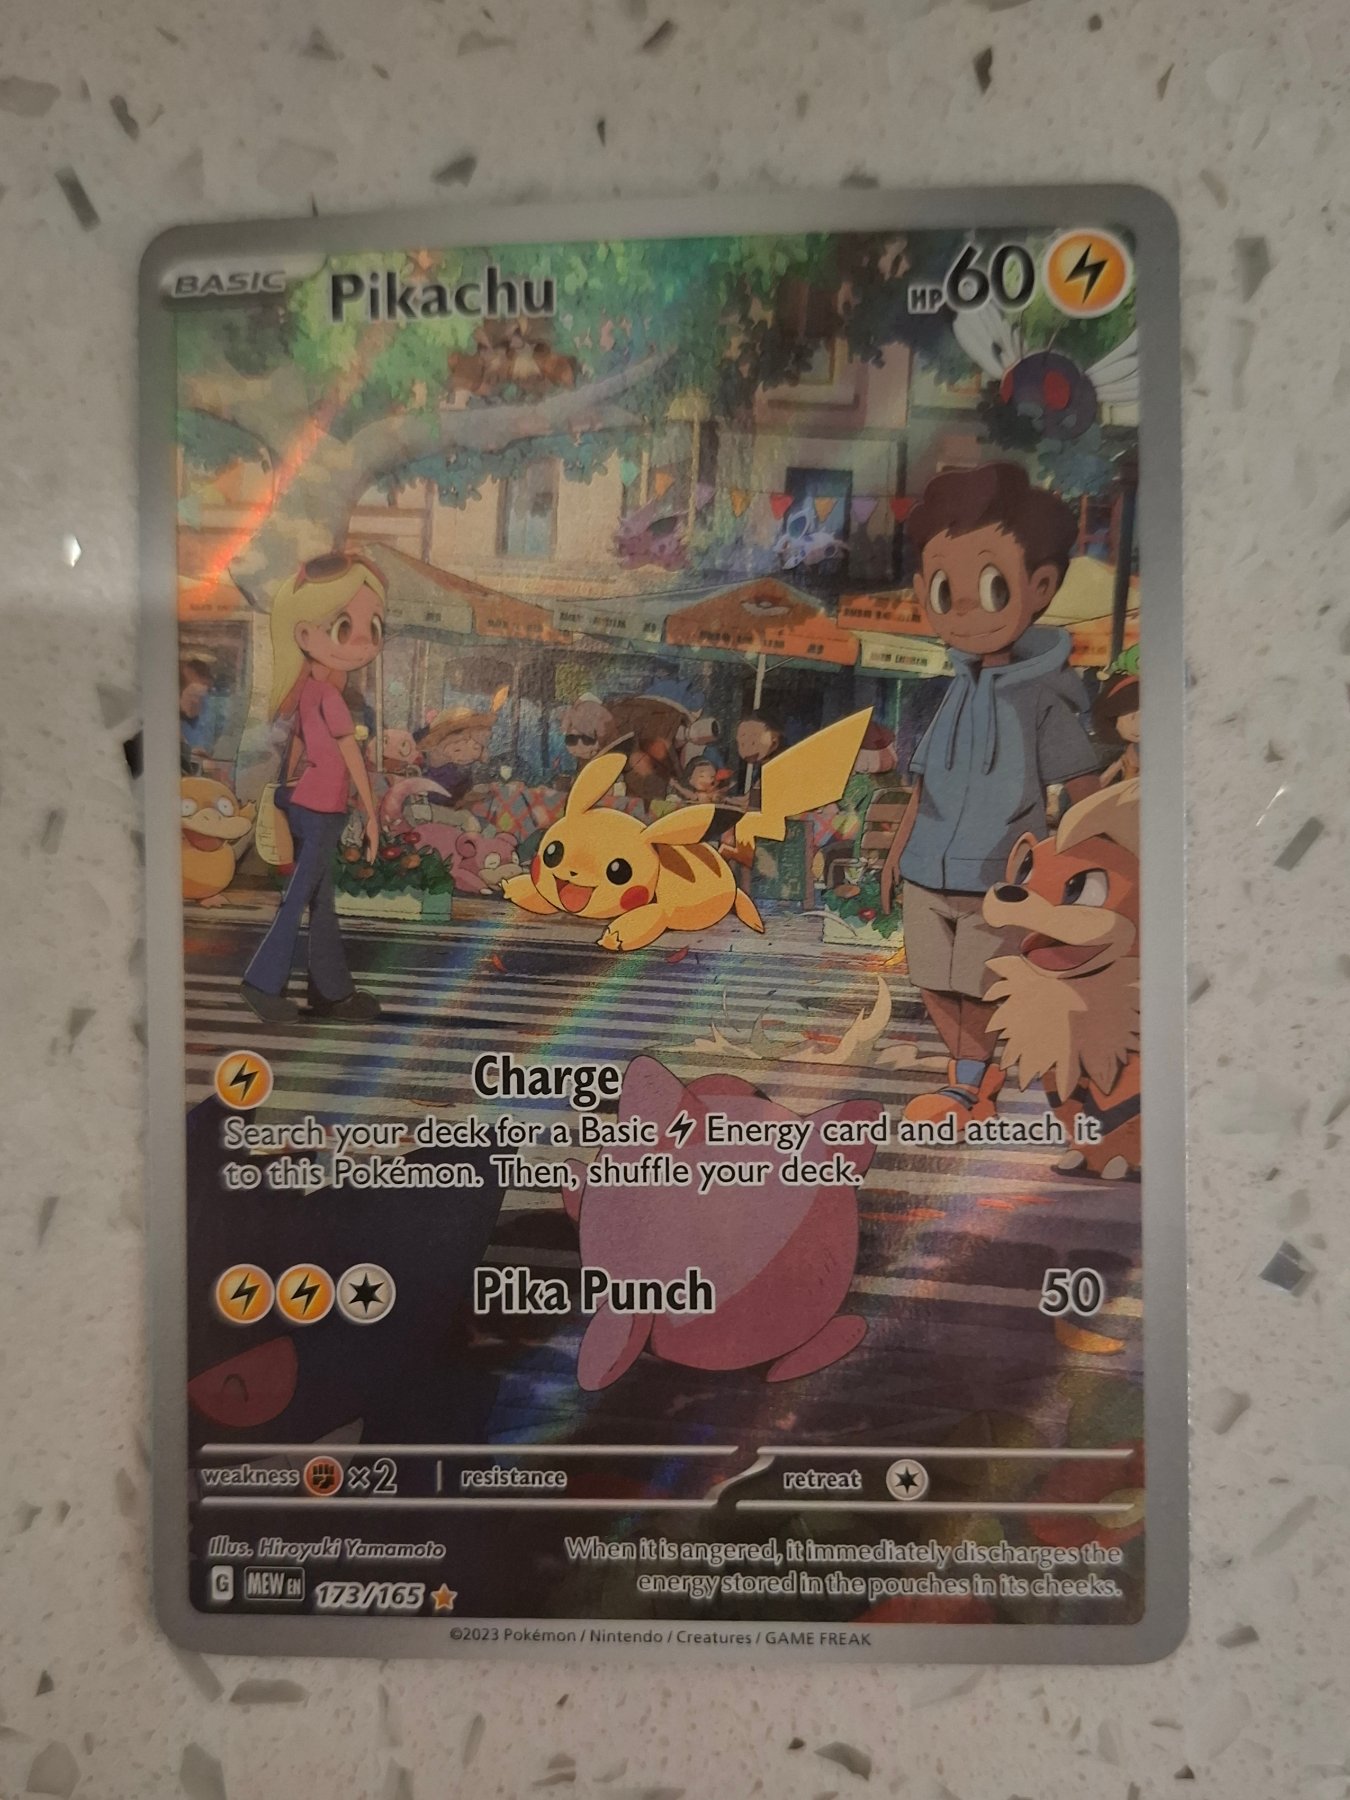 BASIC Pikachu HP 60
Charge
Search your deck for a Basic Energy card and attach it
to this Pokémon. Then, shuffle your deck.
Pika Punch 50
weakness ×2 resistance retreat
Illus. Hiroyuki Yamamoto
When it is angered, it immediately discharges the
energy stored in the pouches in its cheeks.
G MEW EN 173/165
©2023 Pokémon / Nintendo / Creatures / GAME FREAK